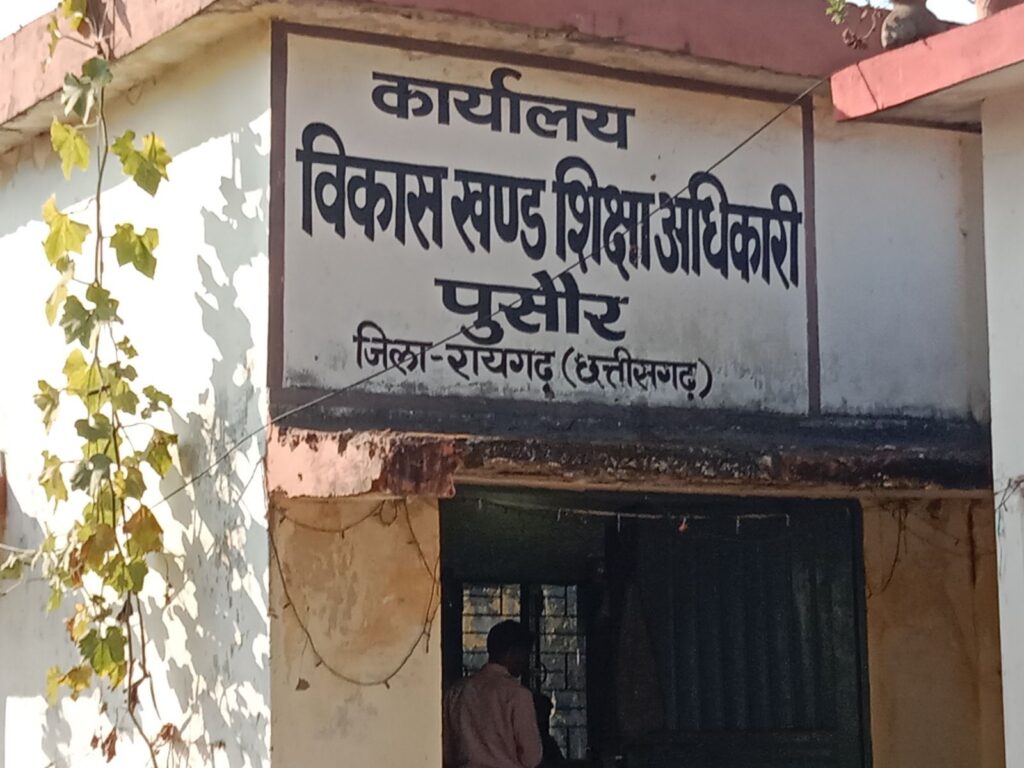 कार्यालय
विकास खण्ड शिक्षा अधिकारी
पुसौर
जिला-रायगढ़ (छत्तीसगढ़)